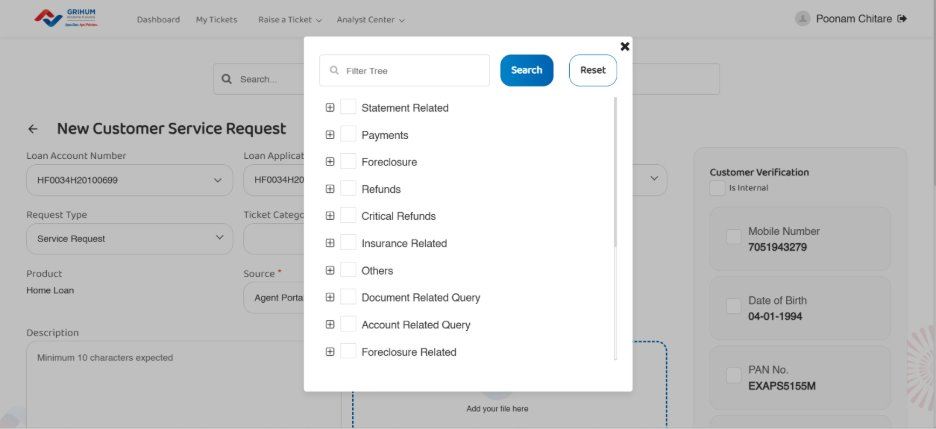 GRIHUM
Dashboard
My Tickets
Raise a Ticket
Analyst Center
Poonam Chitare
Search...
Filter Tree
Search
Reset
Statement Related
Payments
Foreclosure
Refunds
Critical Refunds
Insurance Related
Others
Document Related Query
Account Related Query
Foreclosure Related
New Customer Service Request
Loan Account Number
HF0034H20100699
Loan Applicat
HF0034H20
Request Type
Service Request
Ticket Catego
Product
Home Loan
Source *
Agent Porta
Description
Minimum 10 characters expected
Add your file here
Customer Verification
Is Internal
Mobile Number
7051943279
Date of Birth
04-01-1994
PAN No.
EXAPS5155M